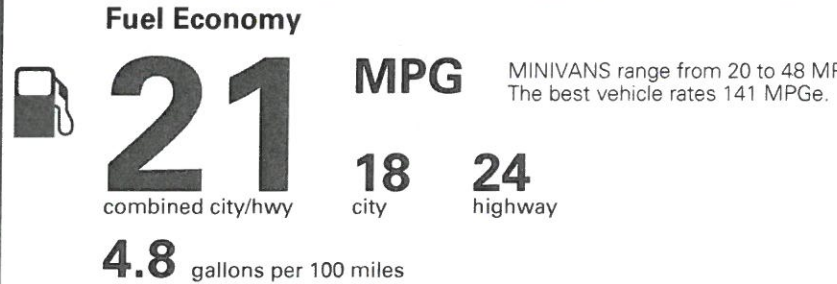 Fuel Economy
21 MPG
MINIVANS range from 20 to 48
The best vehicle rates 141 MPGe.
18 24
combined city/hwy city highway
4.8 gallons per 100 miles